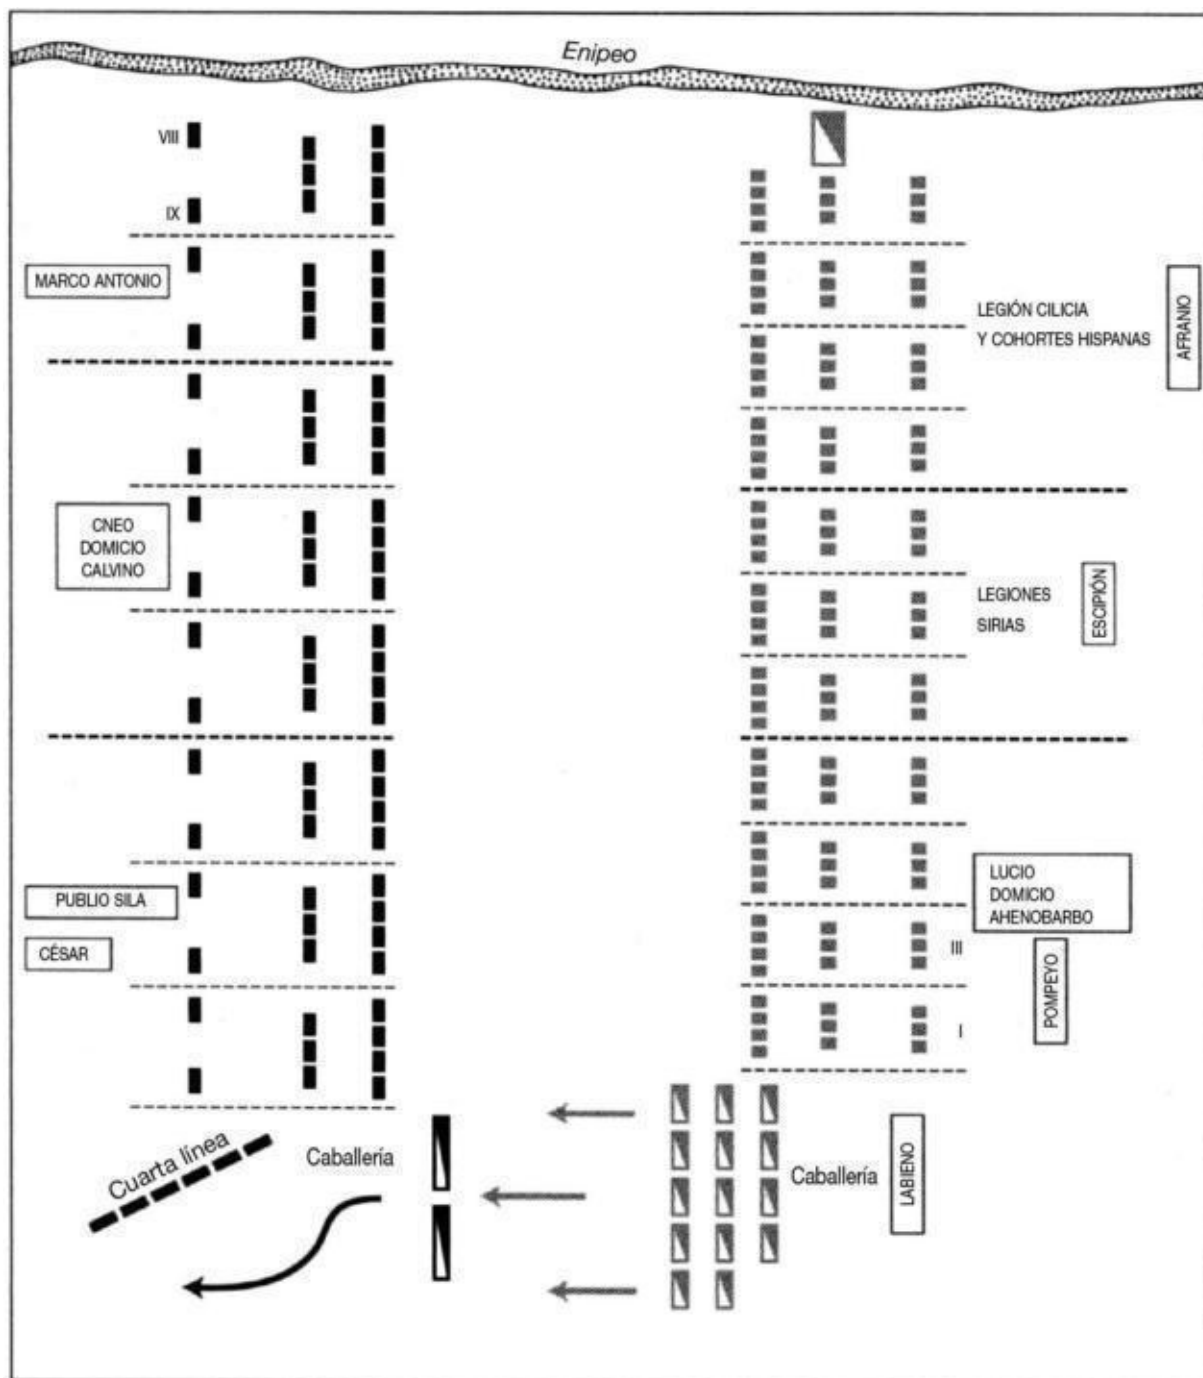 Enipeo
VIII
IX
MARCO ANTONIO
CNEO
DOMICIO
CALVINO
PUBLIO SILA
CÉSAR
Cuarta línea
Caballería
LEGIÓN CILICIA
Y COHORTES HISPANAS
AFRANIO
LEGIONES
SIRIAS
ESCIPIÓN
LUCIO
DOMICIO
AHENOBARBO
III
POMPEYO
I
Caballería
LABIENO